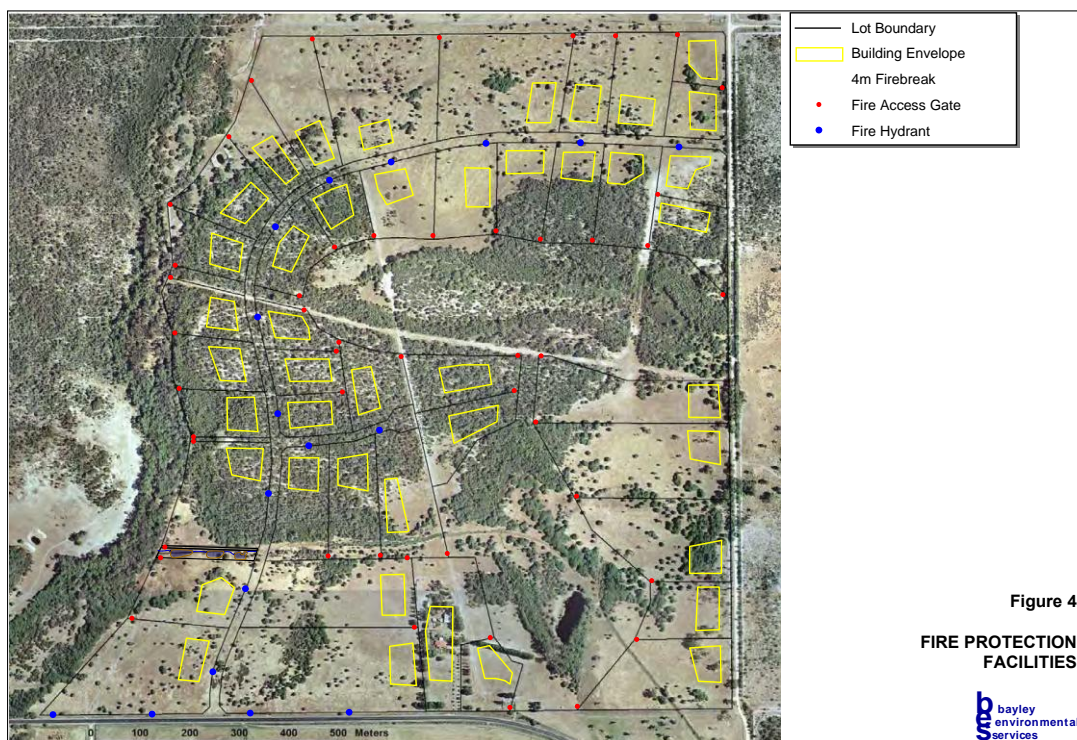 Lot Boundary
Building Envelope
4m Firebreak
Fire Access Gate
Fire Hydrant
Figure 4
FIRE PROTECTION
FACILITIES
bes bayley
environmental
services
0 100 200 300 400 500 Meters